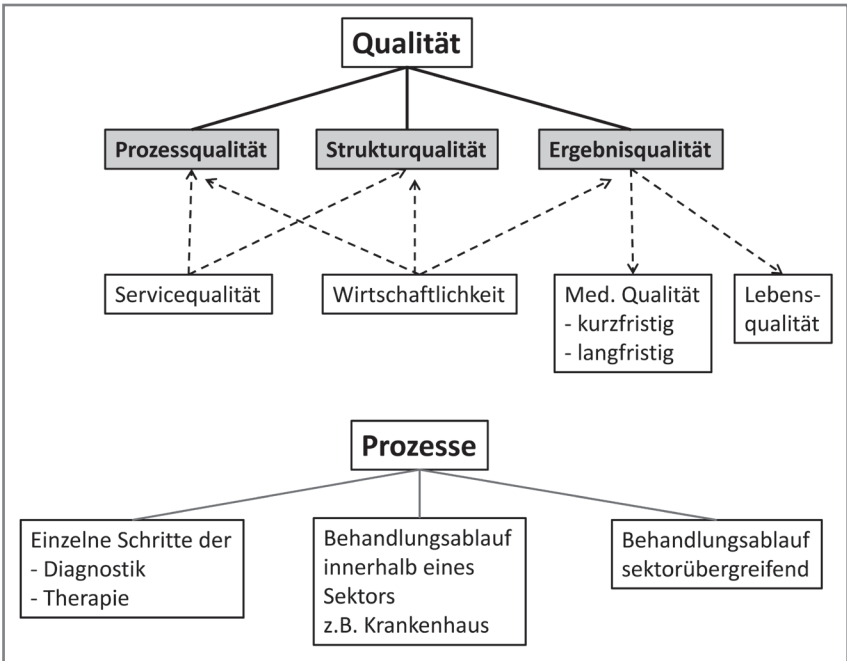 Qualität
Prozessqualität
Strukturqualität
Ergebnisqualität
Servicequalität
Wirtschaftlichkeit
Med. Qualität
- kurzfristig
- langfristig
Lebens-
qualität
Prozesse
Einzelne Schritte der
- Diagnostik
- Therapie
Behandlungsablauf
innerhalb eines
Sektors
z.B. Krankenhaus
Behandlungsablauf
sektorübergreifend